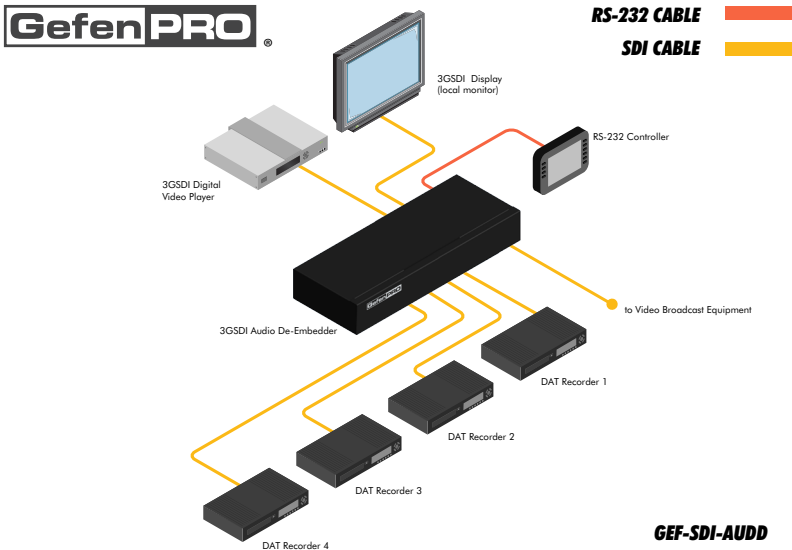 GefenPRO®
RS-232 CABLE
SDI CABLE
3GSDI Display
(local monitor)
RS-232 Controller
3GSDI Digital
Video Player
GefenPRO
to Video Broadcast Equipment
3GSDI Audio De-Embedder
DAT Recorder 1
DAT Recorder 2
DAT Recorder 3
DAT Recorder 4
GEF-SDI-AUDD